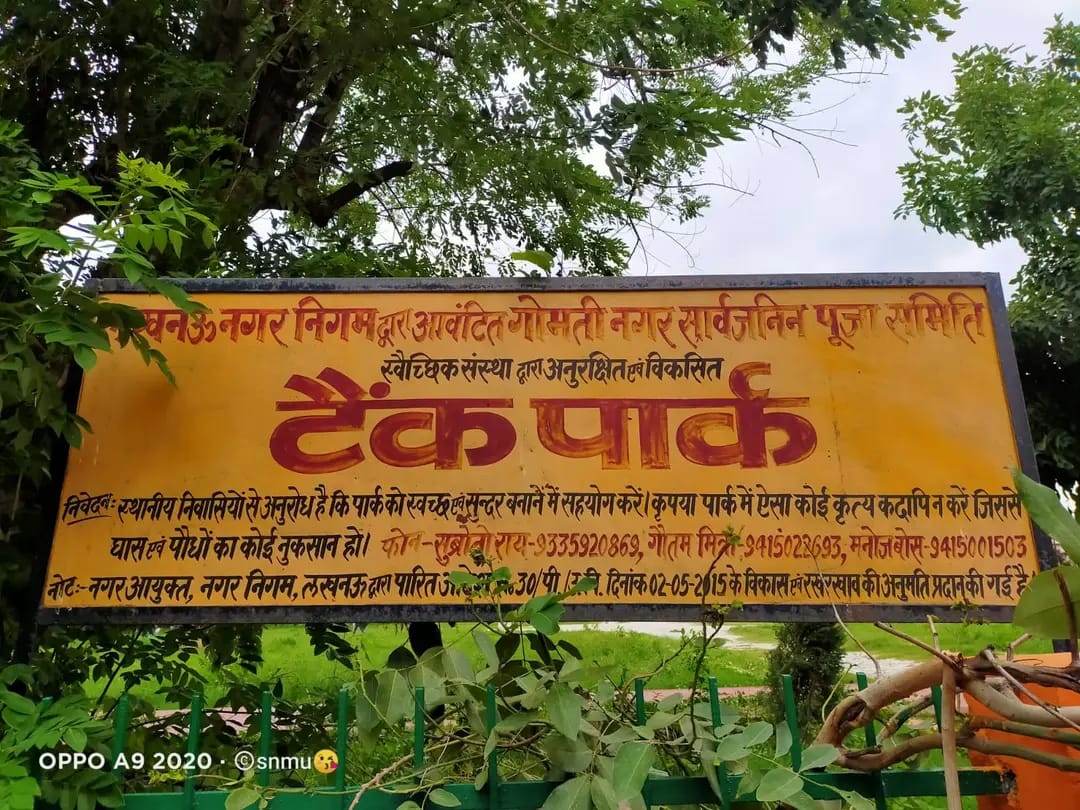 लखनऊ नगर निगम द्वारा आवंटित गोमती नगर सार्वजनिन पूजा समिति
स्वैच्छिक संस्था द्वारा अनुरक्षित एवं विकसित
टैंक पार्क
निवेदनः- स्थानीय निवासियों से अनुरोध है कि पार्क को स्वच्छ एवं सुन्दर बनाने में सहयोग करें। कृपया पार्क में ऐसा कोई कृत्य कदापि न करें जिससे
घास एवं पौधों का कोई नुकसान हो। फोन-सुब्रोतो राय-9335920869, गौतम मित्रा-9415022693, मनोज बोस-9415001503
नोटः- नगर आयुक्त, नगर निगम, लखनऊ द्वारा पारित 30/पी दिनांक 02-05-2015 के विकास एवं रखरखाव की अनुमति प्रदान की गई है
OPPO A9 2020 · ©snmu😘